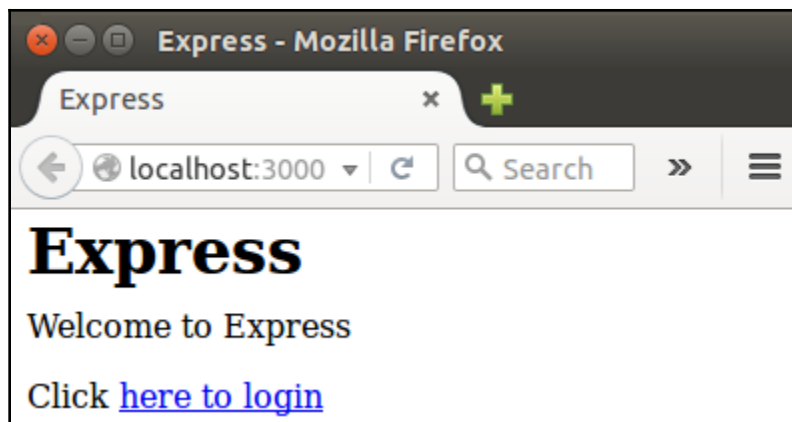 Express - Mozilla Firefox
Express
localhost:3000
Search
Express
Welcome to Express
Click here to login